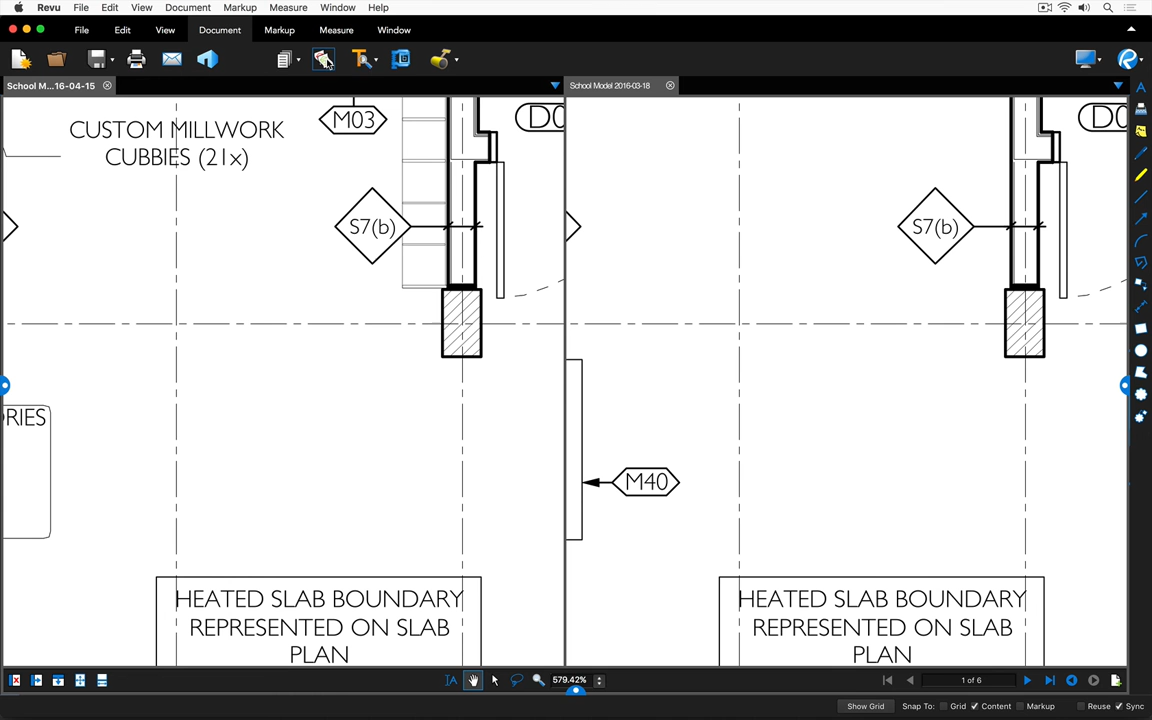 Revu File Edit View Document Markup Measure Window Help
File Edit View Document Markup Measure Window
School M...16-04-15
School Model 2016-03-18
CUSTOM MILLWORK
CUBBIES (21x)
M03
S7(b)
RIES
HEATED SLAB BOUNDARY
REPRESENTED ON SLAB
PLAN
S7(b)
M40
HEATED SLAB BOUNDARY
REPRESENTED ON SLAB
PLAN
579.42%
1 of 6
Show Grid Snap To: Grid Content Markup Reuse Sync